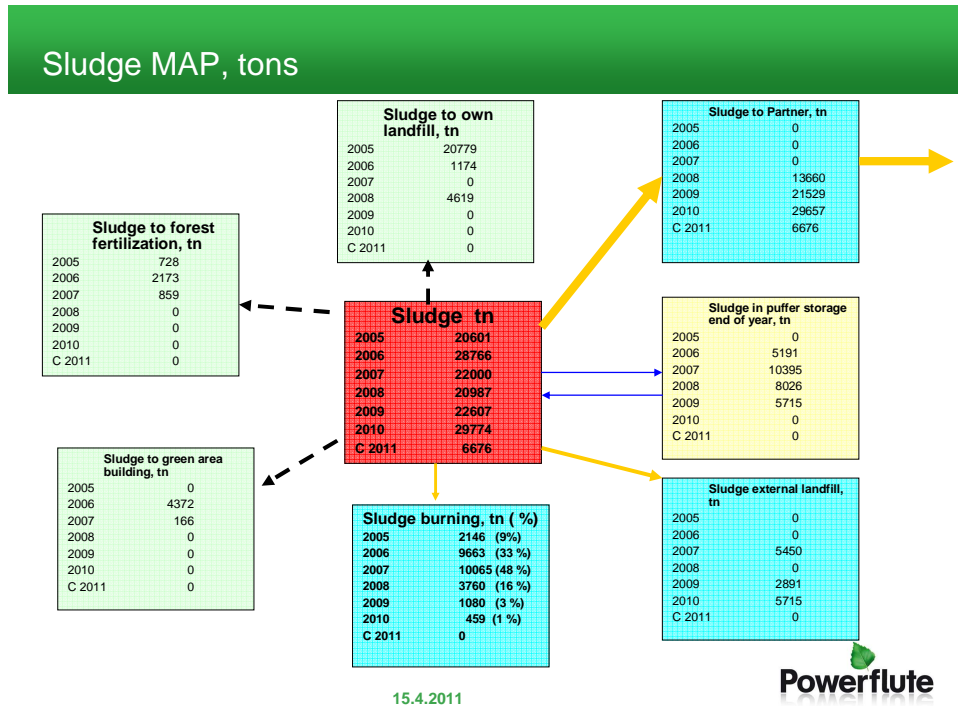 Sludge MAP, tons
Sludge to own
landfill, tn
2005 20779
2006 1174
2007 0
2008 4619
2009 0
2010 0
C 2011 0
Sludge to Partner, tn
2005 0
2006 0
2007 0
2008 13660
2009 21529
2010 29657
C 2011 6676
Sludge to forest
fertilization, tn
2005 728
2006 2173
2007 859
2008 0
2009 0
2010 0
C 2011 0
Sludge tn
2005 20601
2006 28766
2007 22000
2008 20987
2009 22607
2010 29774
C 2011 6676
Sludge in puffer storage
end of year, tn
2005 0
2006 5191
2007 10395
2008 8026
2009 5715
2010 0
C 2011 0
Sludge to green area
building, tn
2005 0
2006 4372
2007 166
2008 0
2009 0
2010 0
C 2011 0
Sludge burning, tn ( %)
2005 2146 (9%)
2006 9663 (33 %)
2007 10065 (48 %)
2008 3760 (16 %)
2009 1080 (3 %)
2010 459 (1 %)
C 2011 0
Sludge external landfill,
tn
2005 0
2006 0
2007 5450
2008 0
2009 2891
2010 5715
C 2011 0
15.4.2011
Powerflute